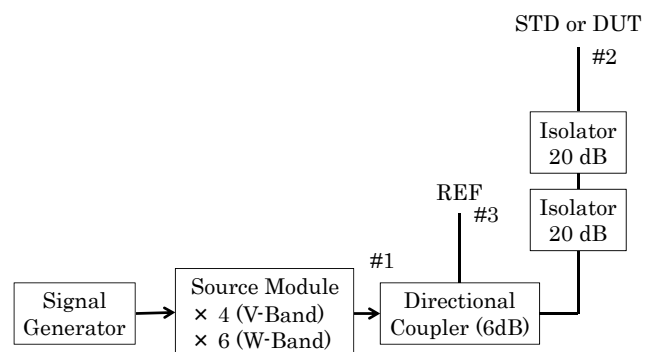 STD or DUT
#2
Isolator
20 dB
REF
#3
Isolator
20 dB
#1
Signal
Generator
Source Module
× 4 (V-Band)
× 6 (W-Band)
Directional
Coupler (6dB)